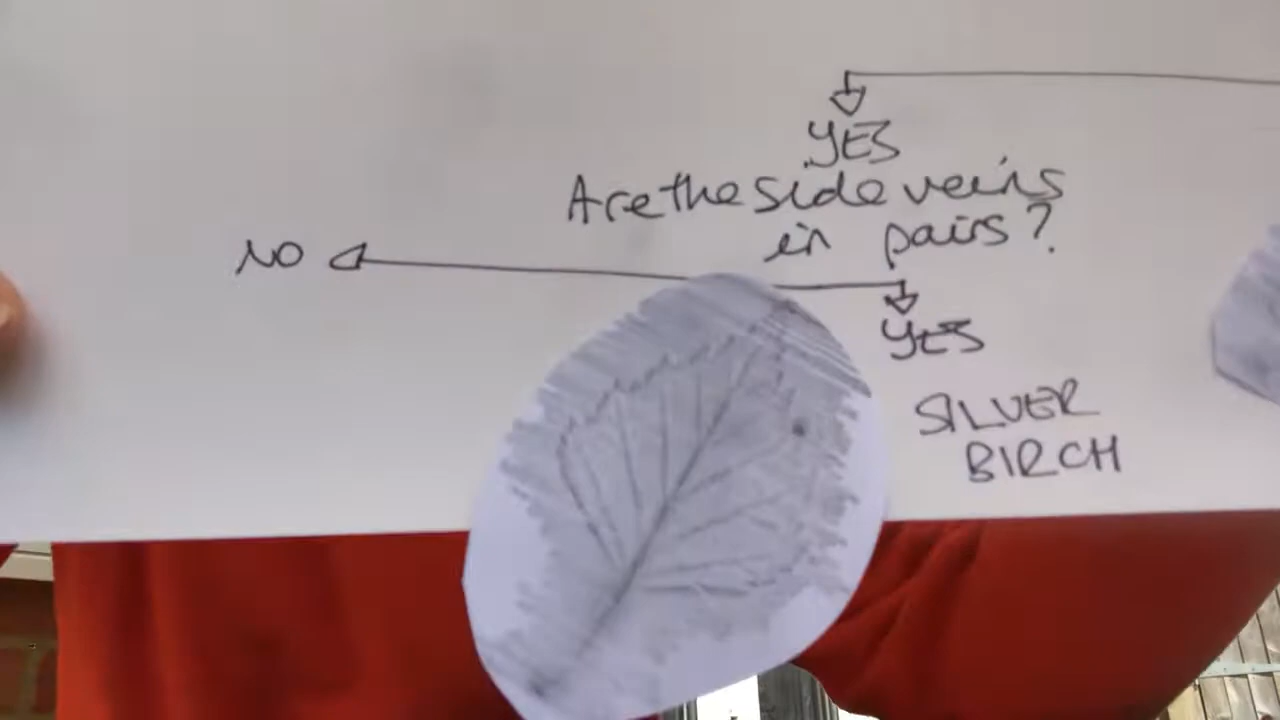 YES
Are the side veins
in pairs?
NO
YES
SILVER
BIRCH